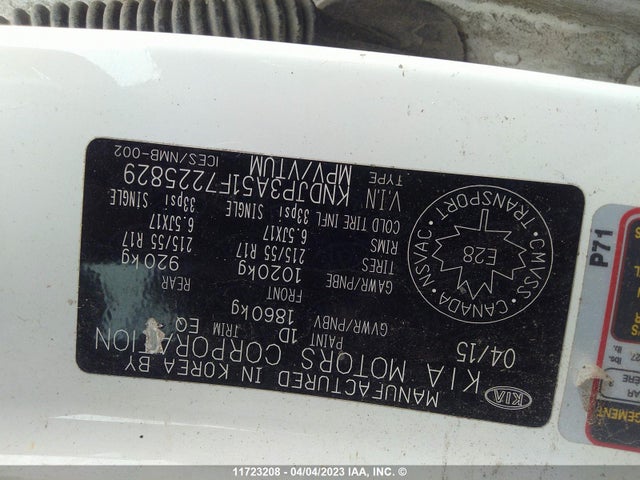 KIA
MANUFACTURED IN KOREA BY
KIA MOTORS CORPORATION
04/15
PAINT 1D TRIM EQ
GVWR/PNBV 1860kg
FRONT REAR
GAWR/PNBE 1020kg 920kg
TIRES 215/55 R17 215/55 R17
RIMS 6.5JX17 6.5JX17
COLD TIRE INFL 33psi SINGLE 33psi SINGLE
V.I.N KNDJP3A51F7225829
TYPE MPV/VTUM
ICES/NMB-002
TRANSPORT
CMVSS · CANADA · NSVAC
E28
P71
11723208 - 04/04/2023 IAA, INC. ©